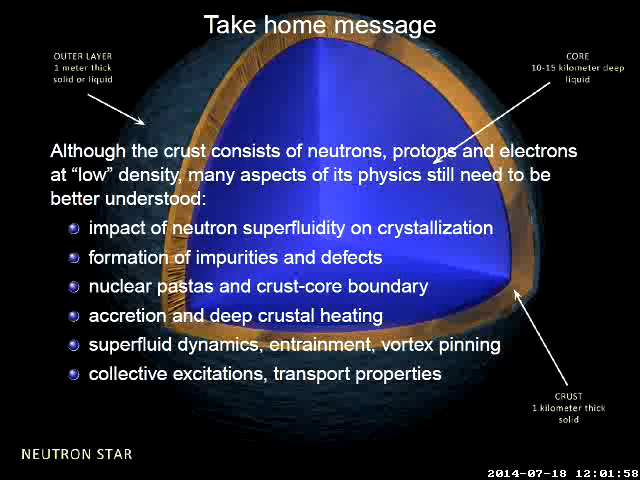 Take home message
OUTER LAYER
1 meter thick
solid or liquid
CORE
10-15 kilometer deep
liquid
Although the crust consists of neutrons, protons and electrons
at “low” density, many aspects of its physics still need to be
better understood:
impact of neutron superfluidity on crystallization
formation of impurities and defects
nuclear pastas and crust-core boundary
accretion and deep crustal heating
superfluid dynamics, entrainment, vortex pinning
collective excitations, transport properties
CRUST
1 kilometer thick
solid
NEUTRON STAR
2014-07-18 12:01:58